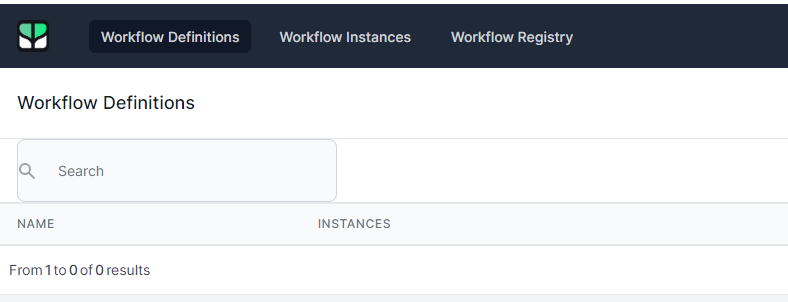 Workflow Definitions Workflow Instances Workflow Registry
Workflow Definitions
Search
NAME INSTANCES
From 1 to 0 of 0 results